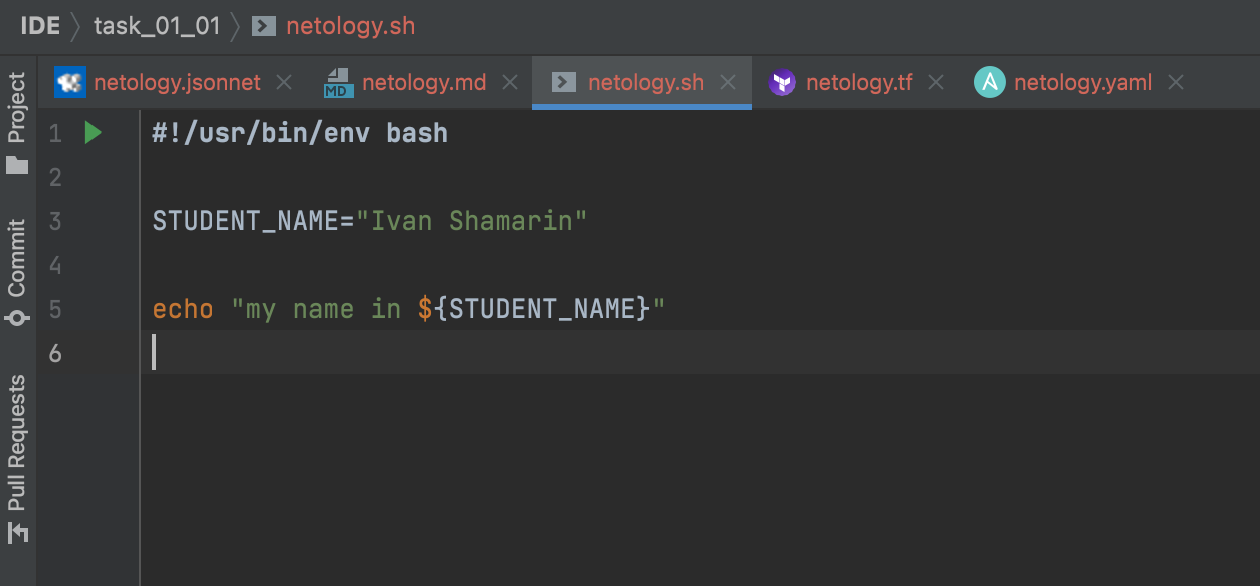 IDE task_01_01 netology.sh
netology.jsonnet netology.md netology.sh netology.tf netology.yaml
Project
Commit
Pull Requests
MD
A
1 #!/usr/bin/env bash
2
3 STUDENT_NAME="Ivan Shamarin"
4
5 echo "my name in ${STUDENT_NAME}"
6